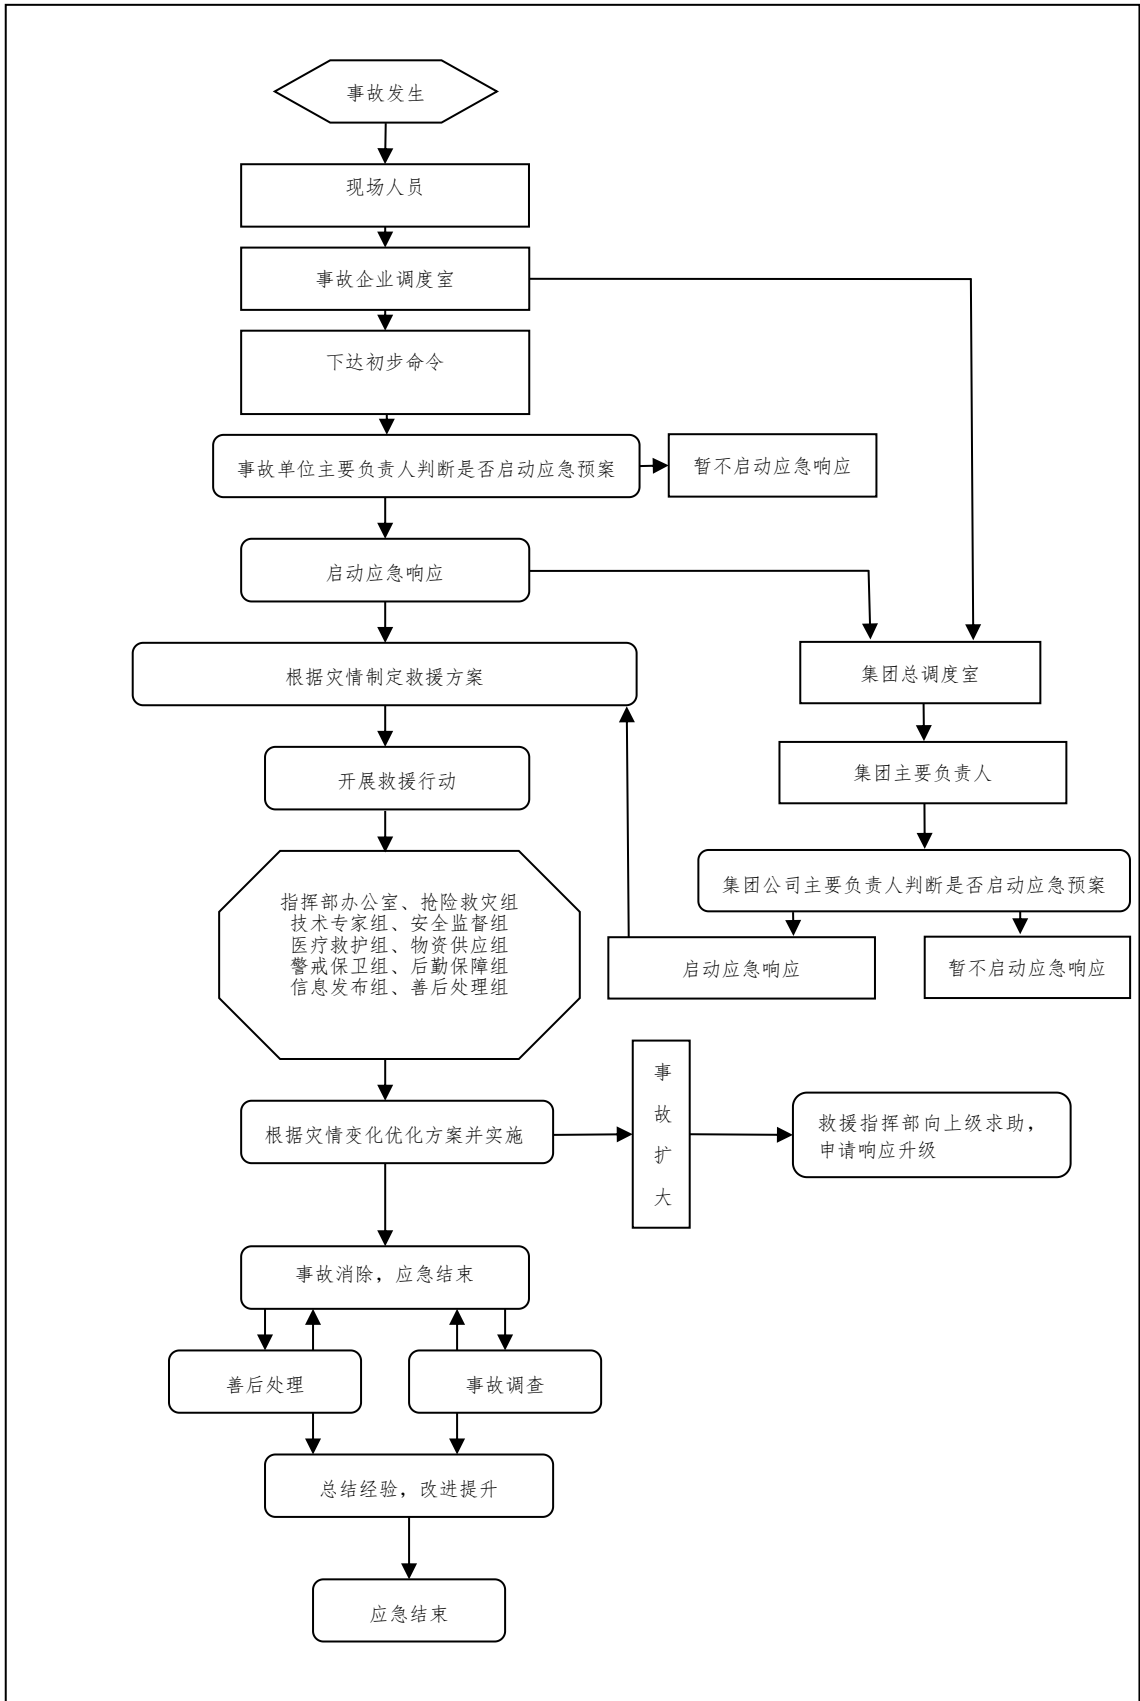 事故发生
现场人员
事故企业调度室
下达初步命令
事故单位主要负责人判断是否启动应急预案
暂不启动应急响应
启动应急响应
根据灾情制定救援方案
集团总调度室
开展救援行动
集团主要负责人
集团公司主要负责人判断是否启动应急预案
指挥部办公室、抢险救灾组
技术专家组、安全监督组
医疗救护组、物资供应组
警戒保卫组、后勤保障组
信息发布组、善后处理组
启动应急响应
暂不启动应急响应
根据灾情变化优化方案并实施
事
故
扩
大
救援指挥部向上级求助，
申请响应升级
事故消除，应急结束
善后处理
事故调查
总结经验，改进提升
应急结束